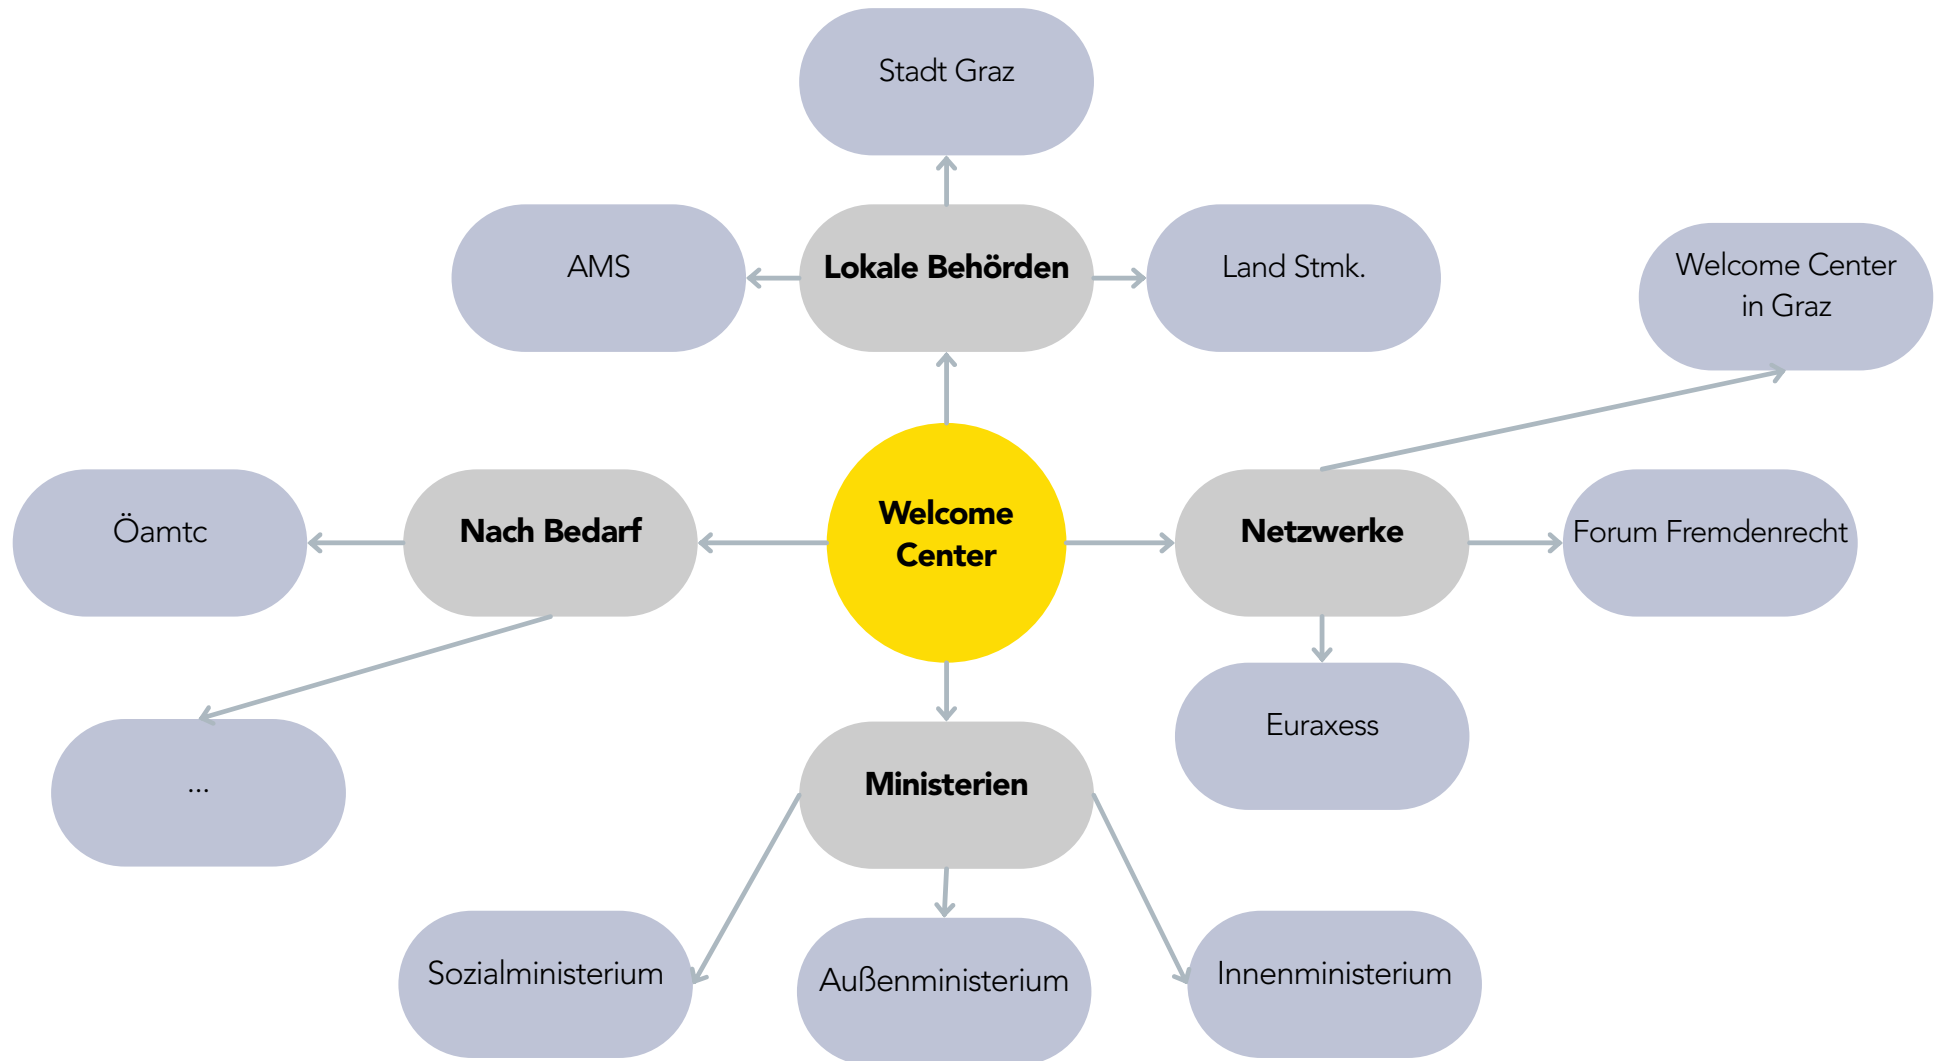 Stadt Graz
AMS
Lokale Behörden
Land Stmk.
Welcome Center
in Graz
Öamtc
Nach Bedarf
Welcome
Center
Netzwerke
Forum Fremdenrecht
Euraxess
...
Ministerien
Sozialministerium
Außenministerium
Innenministerium